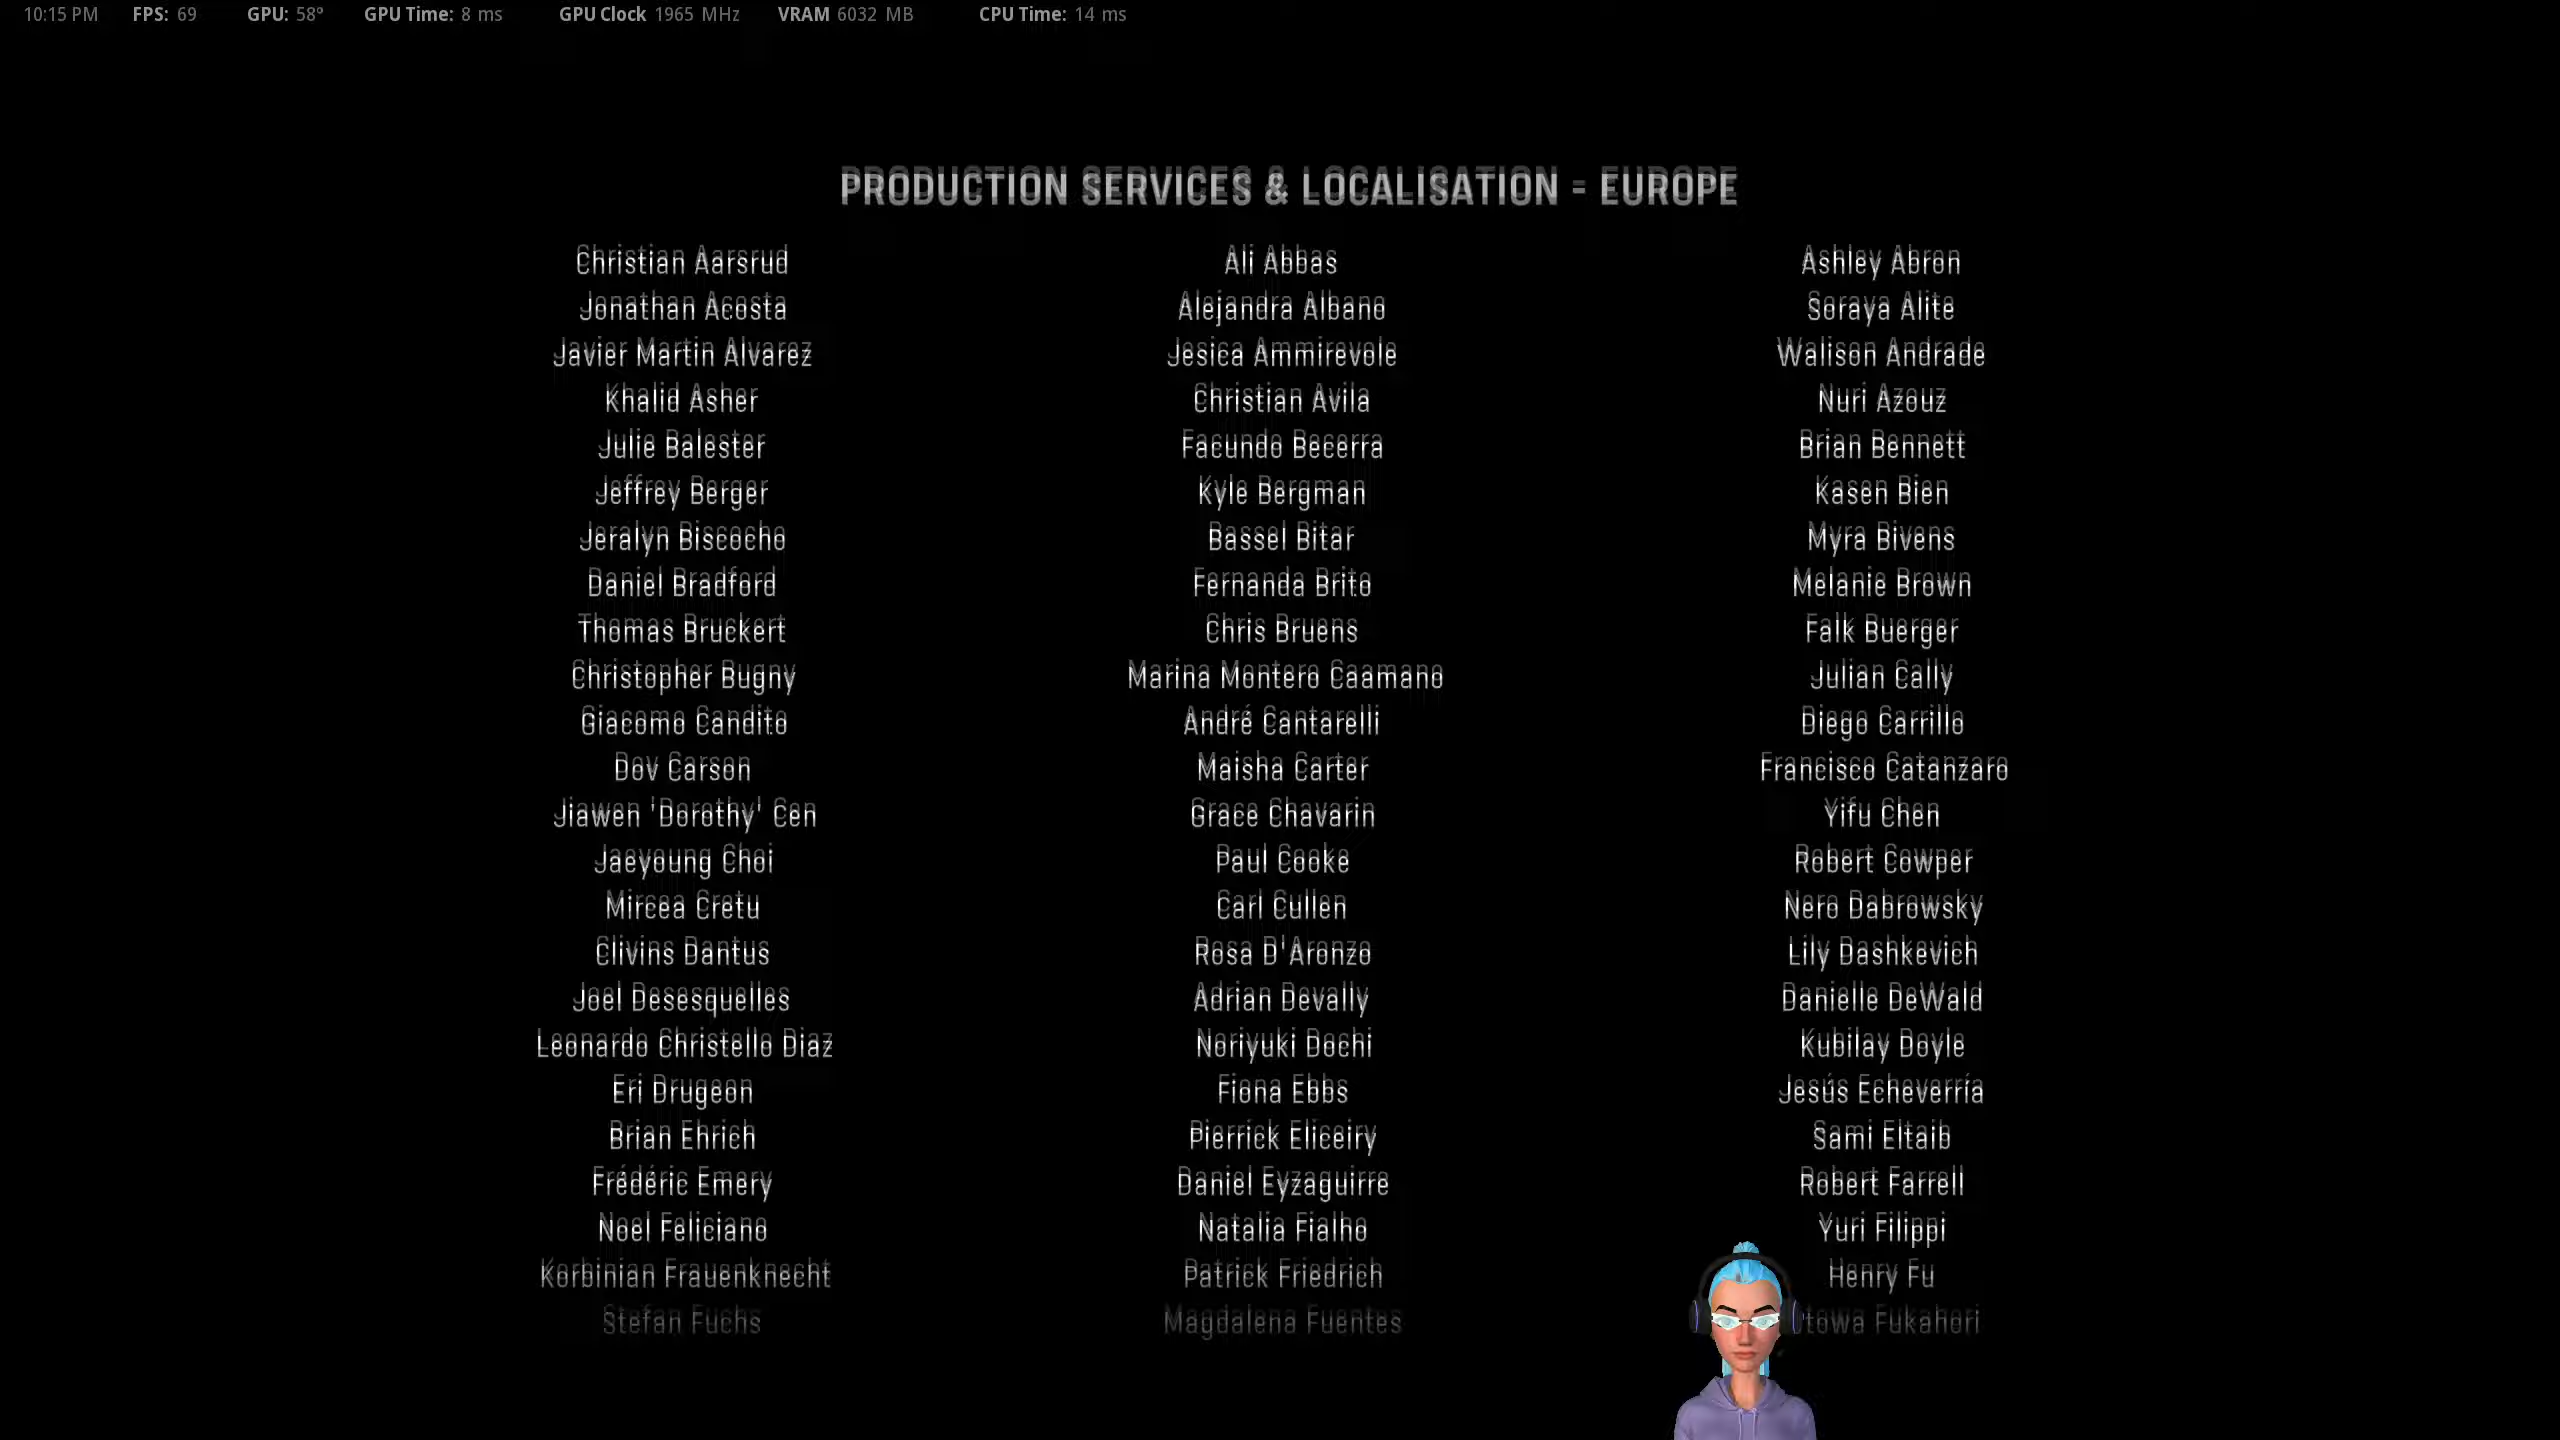 10:15 PM FPS: 69 GPU: 58° GPU Time: 8 ms GPU Clock 1965 MHz VRAM 6032 MB CPU Time: 14 ms
PRODUCTION SERVICES & LOCALISATION = EUROPE
Christian Aarsrud Ali Abbas Ashley Abron
Jonathan Acosta Alejandra Albano Soraya Alite
Javier Martin Alvarez Jesica Ammirevole Walison Andrade
Khalid Asher Christian Avila Nuri Azouz
Julie Balester Facundo Becerra Brian Bennett
Jeffrey Berger Kyle Bergman Kasen Bien
Jeralyn Biscocho Bassel Bitar Myra Bivens
Daniel Bradford Fernanda Brito Melanie Brown
Thomas Bruckert Chris Bruens Falk Buerger
Christopher Bugny Marina Montero Caamano Julian Cally
Giacomo Candito André Cantarelli Diego Carrillo
Dov Carson Maisha Carter Francisco Catanzaro
Jiawen 'Dorothy' Cen Grace Chavarin Yifu Chen
Jaeyoung Choi Paul Cooke Robert Cowper
Mircea Cretu Carl Cullen Nero Dabrowsky
Clivins Dantus Rosa D'Aronzo Lily Dashkevich
Joel Desesquelles Adrian Devally Danielle DeWald
Leonardo Christello Diaz Noriyuki Dochi Kubilay Doyle
Eri Drugeon Fiona Ebbs Jesús Echeverría
Brian Ehrich Pierrick Eliceiry Sami Eltaib
Frédéric Emery Daniel Eyzaguirre Robert Farrell
Noel Feliciano Natalia Fialho Yuri Filippi
Korbinian Frauenknecht Patrick Friedrich Henry Fu
Stefan Fuchs Magdalena Fuentes Fukahori